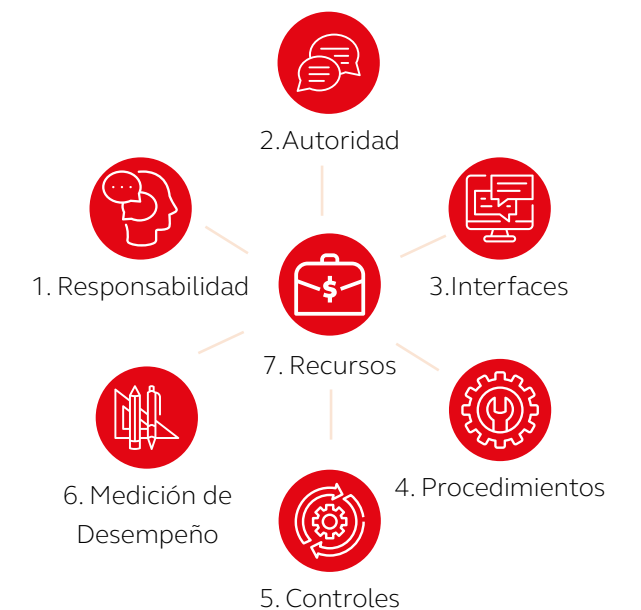 2.Autoridad
1. Responsabilidad
3.Interfaces
$
7. Recursos
4. Procedimientos
6. Medición de
Desempeño
5. Controles